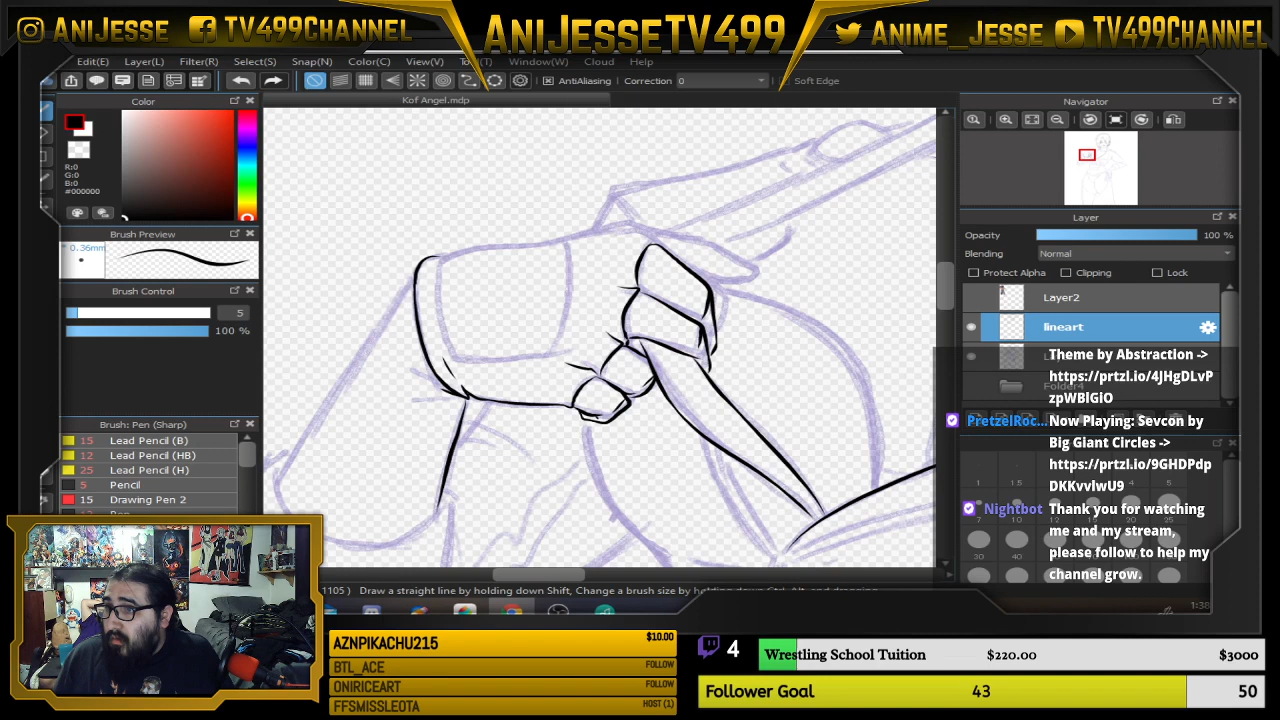 ANIJESSE
TV499CHANNEL
ANIJESSETV499
ANIME_JESSE
TV499CHANNEL
Edit(E)
Layer(L)
Filter(R)
Select(S)
Snap(N)
Color(C)
View(V)
Window(W)
Cloud
Help
AntiAliasing
Correction 0
Soft Edge
Color
Kof Angel.mdp
Navigator
R:0
G:0
B:0
#000000
Brush Preview
0.36mm
Brush Control
5
100 %
Brush: Pen (Sharp)
15 Lead Pencil (B)
12 Lead Pencil (HB)
25 Lead Pencil (H)
5 Pencil
15 Drawing Pen 2
Layer
Opacity
100 %
Blending
Normal
Protect Alpha
Clipping
Lock
Layer2
lineart
Folder4
Theme by Abstraction ->
https://prtzl.io/4JHgDLvP
zpWBlGiO
PretzelRoc... Now Playing: Sevcon by
Big Giant Circles ->
https://prtzl.io/9GHDPdp
DKKvvlwU9
Nightbot Thank you for watching
me and my stream,
please follow to help my
channel grow.
1105 ) Draw a straight line by holding down Shift, Change a brush size by holding down Ctrl, Alt, and dragging
1:38
AZNPIKACHU215
$10.00
BTL_ACE
FOLLOW
ONIRICEART
FOLLOW
FFSMISSLEOTA
HOST (1)
4
Wrestling School Tuition
$220.00
$3000
Follower Goal
43
50